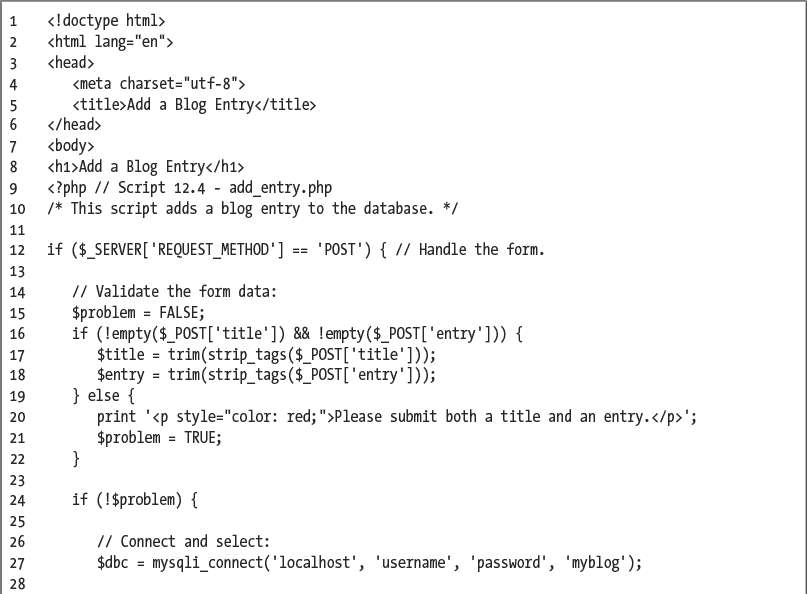 1 <!doctype html>
2 <html lang="en">
3 <head>
4 <meta charset="utf-8">
5 <title>Add a Blog Entry</title>
6 </head>
7 <body>
8 <h1>Add a Blog Entry</h1>
9 <?php // Script 12.4 - add_entry.php
10 /* This script adds a blog entry to the database. */
11
12 if ($_SERVER['REQUEST_METHOD'] == 'POST') { // Handle the form.
13
14 // Validate the form data:
15 $problem = FALSE;
16 if (!empty($_POST['title']) && !empty($_POST['entry'])) {
17 $title = trim(strip_tags($_POST['title']));
18 $entry = trim(strip_tags($_POST['entry']));
19 } else {
20 print '<p style="color: red;">Please submit both a title and an entry.</p>';
21 $problem = TRUE;
22 }
23
24 if (!$problem) {
25
26 // Connect and select:
27 $dbc = mysqli_connect('localhost', 'username', 'password', 'myblog');
28